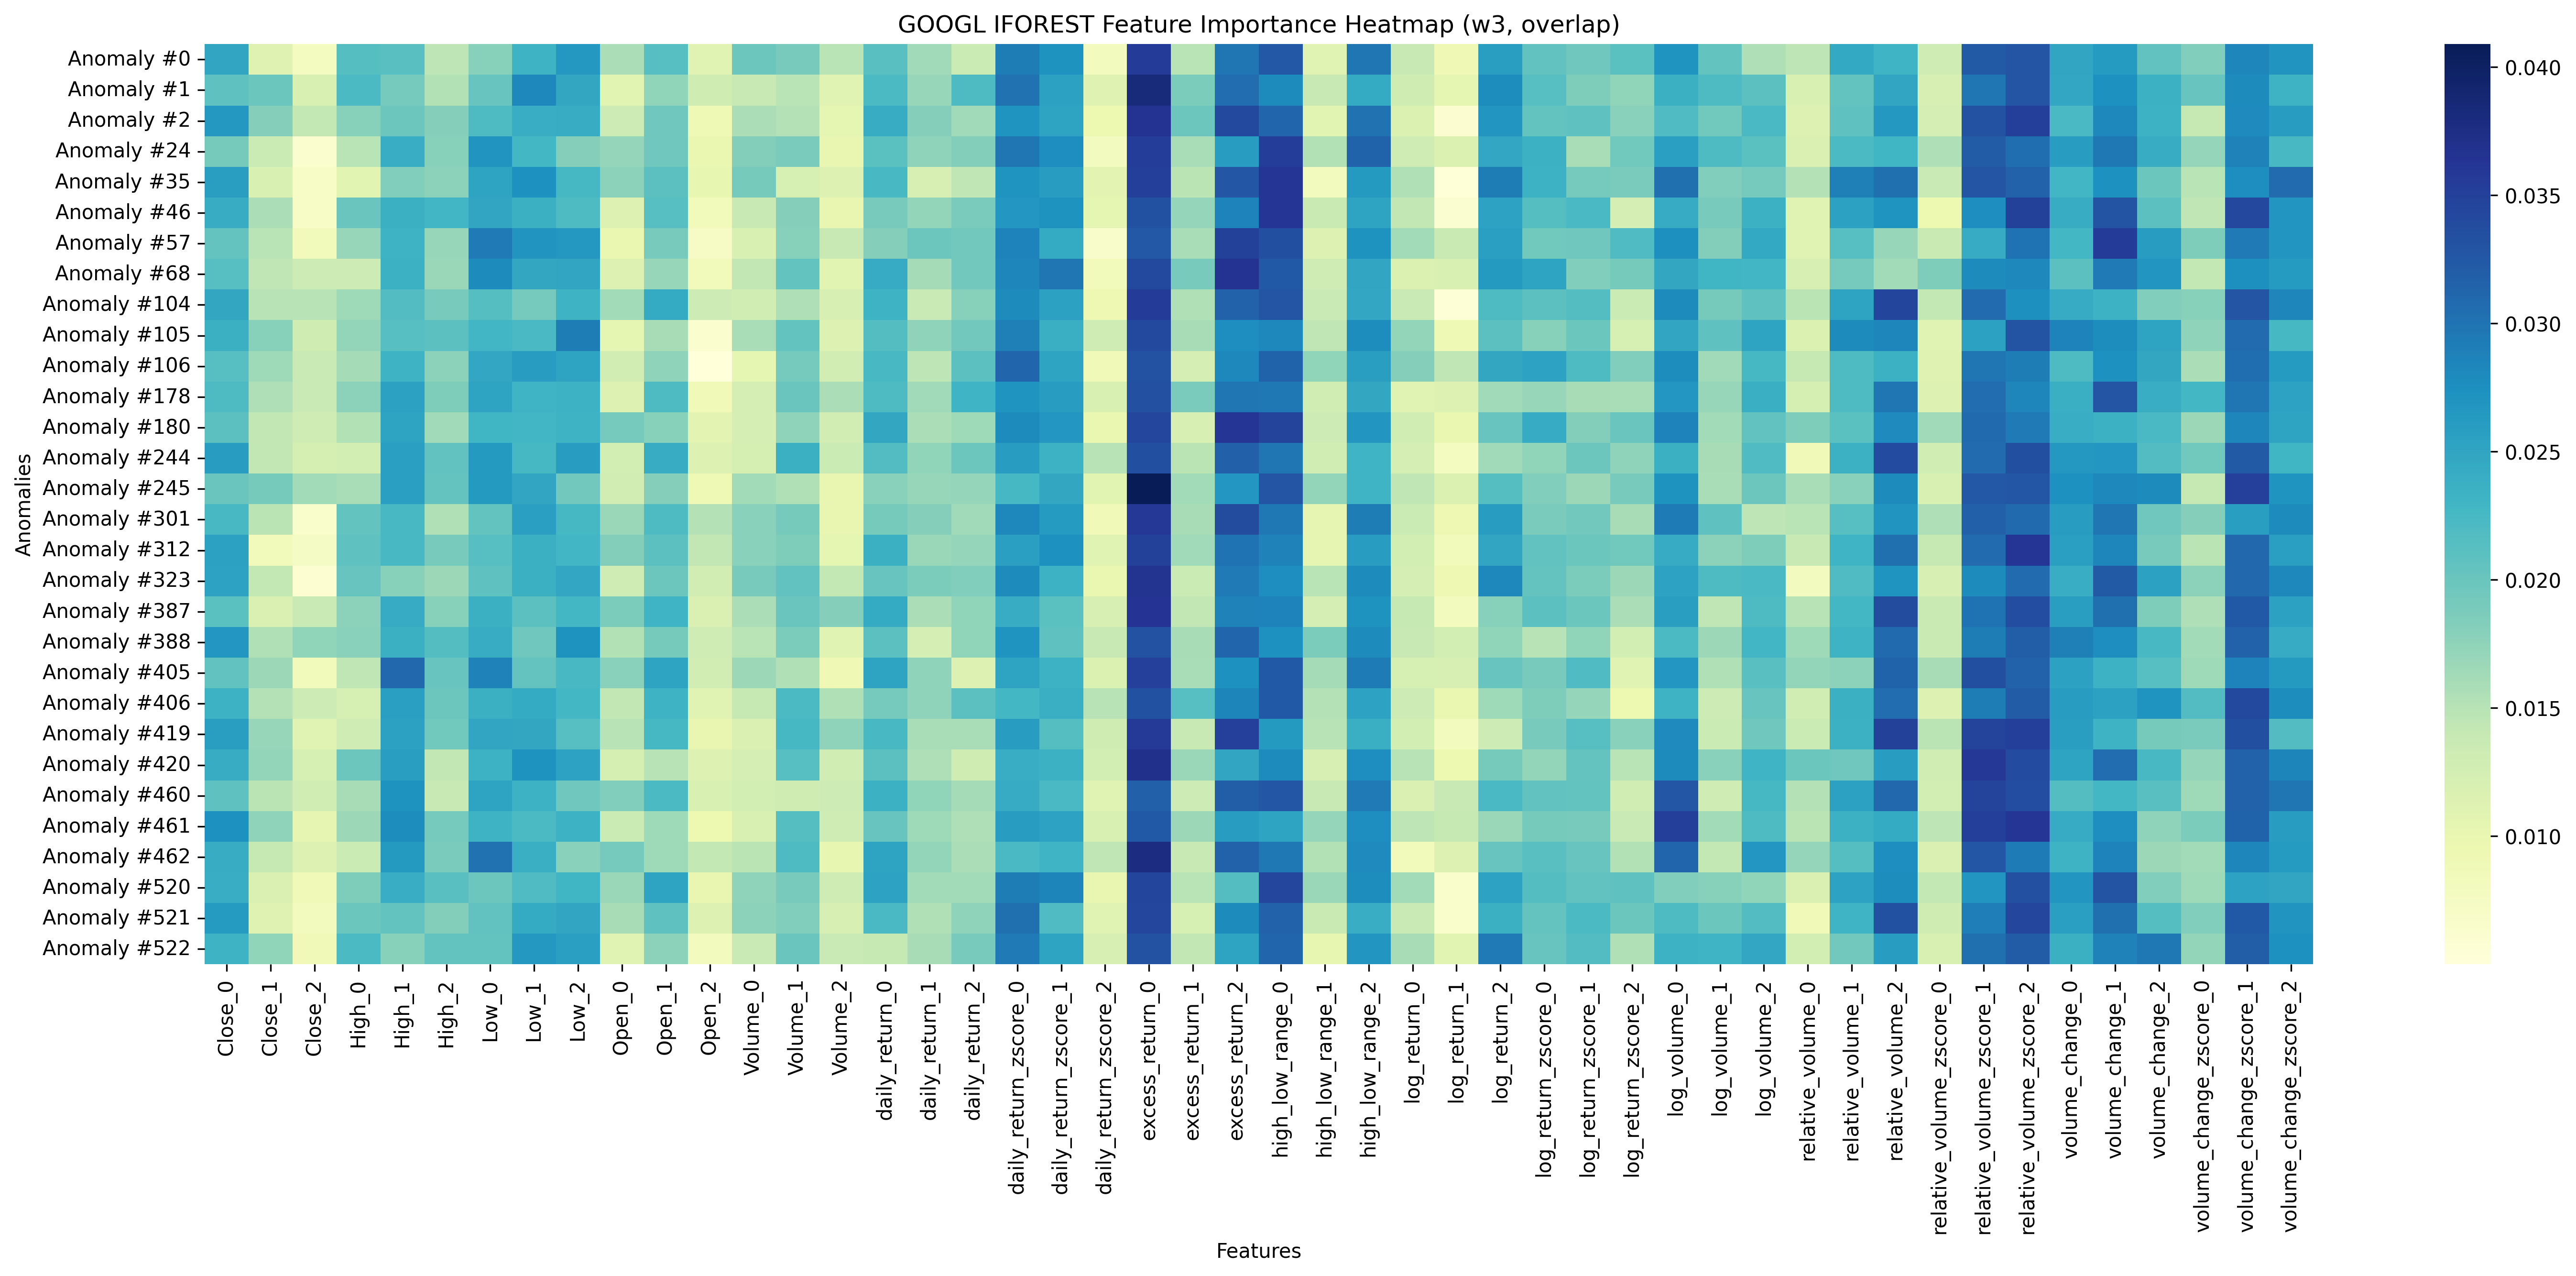 GOOGL IFOREST Feature Importance Heatmap (w3, overlap)
Anomalies
Anomaly #0
Anomaly #1
Anomaly #2
Anomaly #24
Anomaly #35
Anomaly #46
Anomaly #57
Anomaly #68
Anomaly #104
Anomaly #105
Anomaly #106
Anomaly #178
Anomaly #180
Anomaly #244
Anomaly #245
Anomaly #301
Anomaly #312
Anomaly #323
Anomaly #387
Anomaly #388
Anomaly #405
Anomaly #406
Anomaly #419
Anomaly #420
Anomaly #460
Anomaly #461
Anomaly #462
Anomaly #520
Anomaly #521
Anomaly #522
Close_0
Close_1
Close_2
High_0
High_1
High_2
Low_0
Low_1
Low_2
Open_0
Open_1
Open_2
Volume_0
Volume_1
Volume_2
daily_return_0
daily_return_1
daily_return_2
daily_return_zscore_0
daily_return_zscore_1
daily_return_zscore_2
excess_return_0
excess_return_1
excess_return_2
high_low_range_0
high_low_range_1
high_low_range_2
log_return_0
log_return_1
log_return_2
log_return_zscore_0
log_return_zscore_1
log_return_zscore_2
log_volume_0
log_volume_1
log_volume_2
relative_volume_0
relative_volume_1
relative_volume_2
relative_volume_zscore_0
relative_volume_zscore_1
relative_volume_zscore_2
volume_change_0
volume_change_1
volume_change_2
volume_change_zscore_0
volume_change_zscore_1
volume_change_zscore_2
Features
0.040
0.035
0.030
0.025
0.020
0.015
0.010